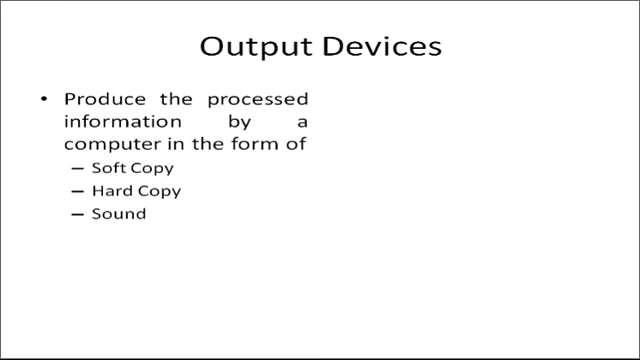 Output Devices
• Produce the processed
information by a
computer in the form of
– Soft Copy
– Hard Copy
– Sound